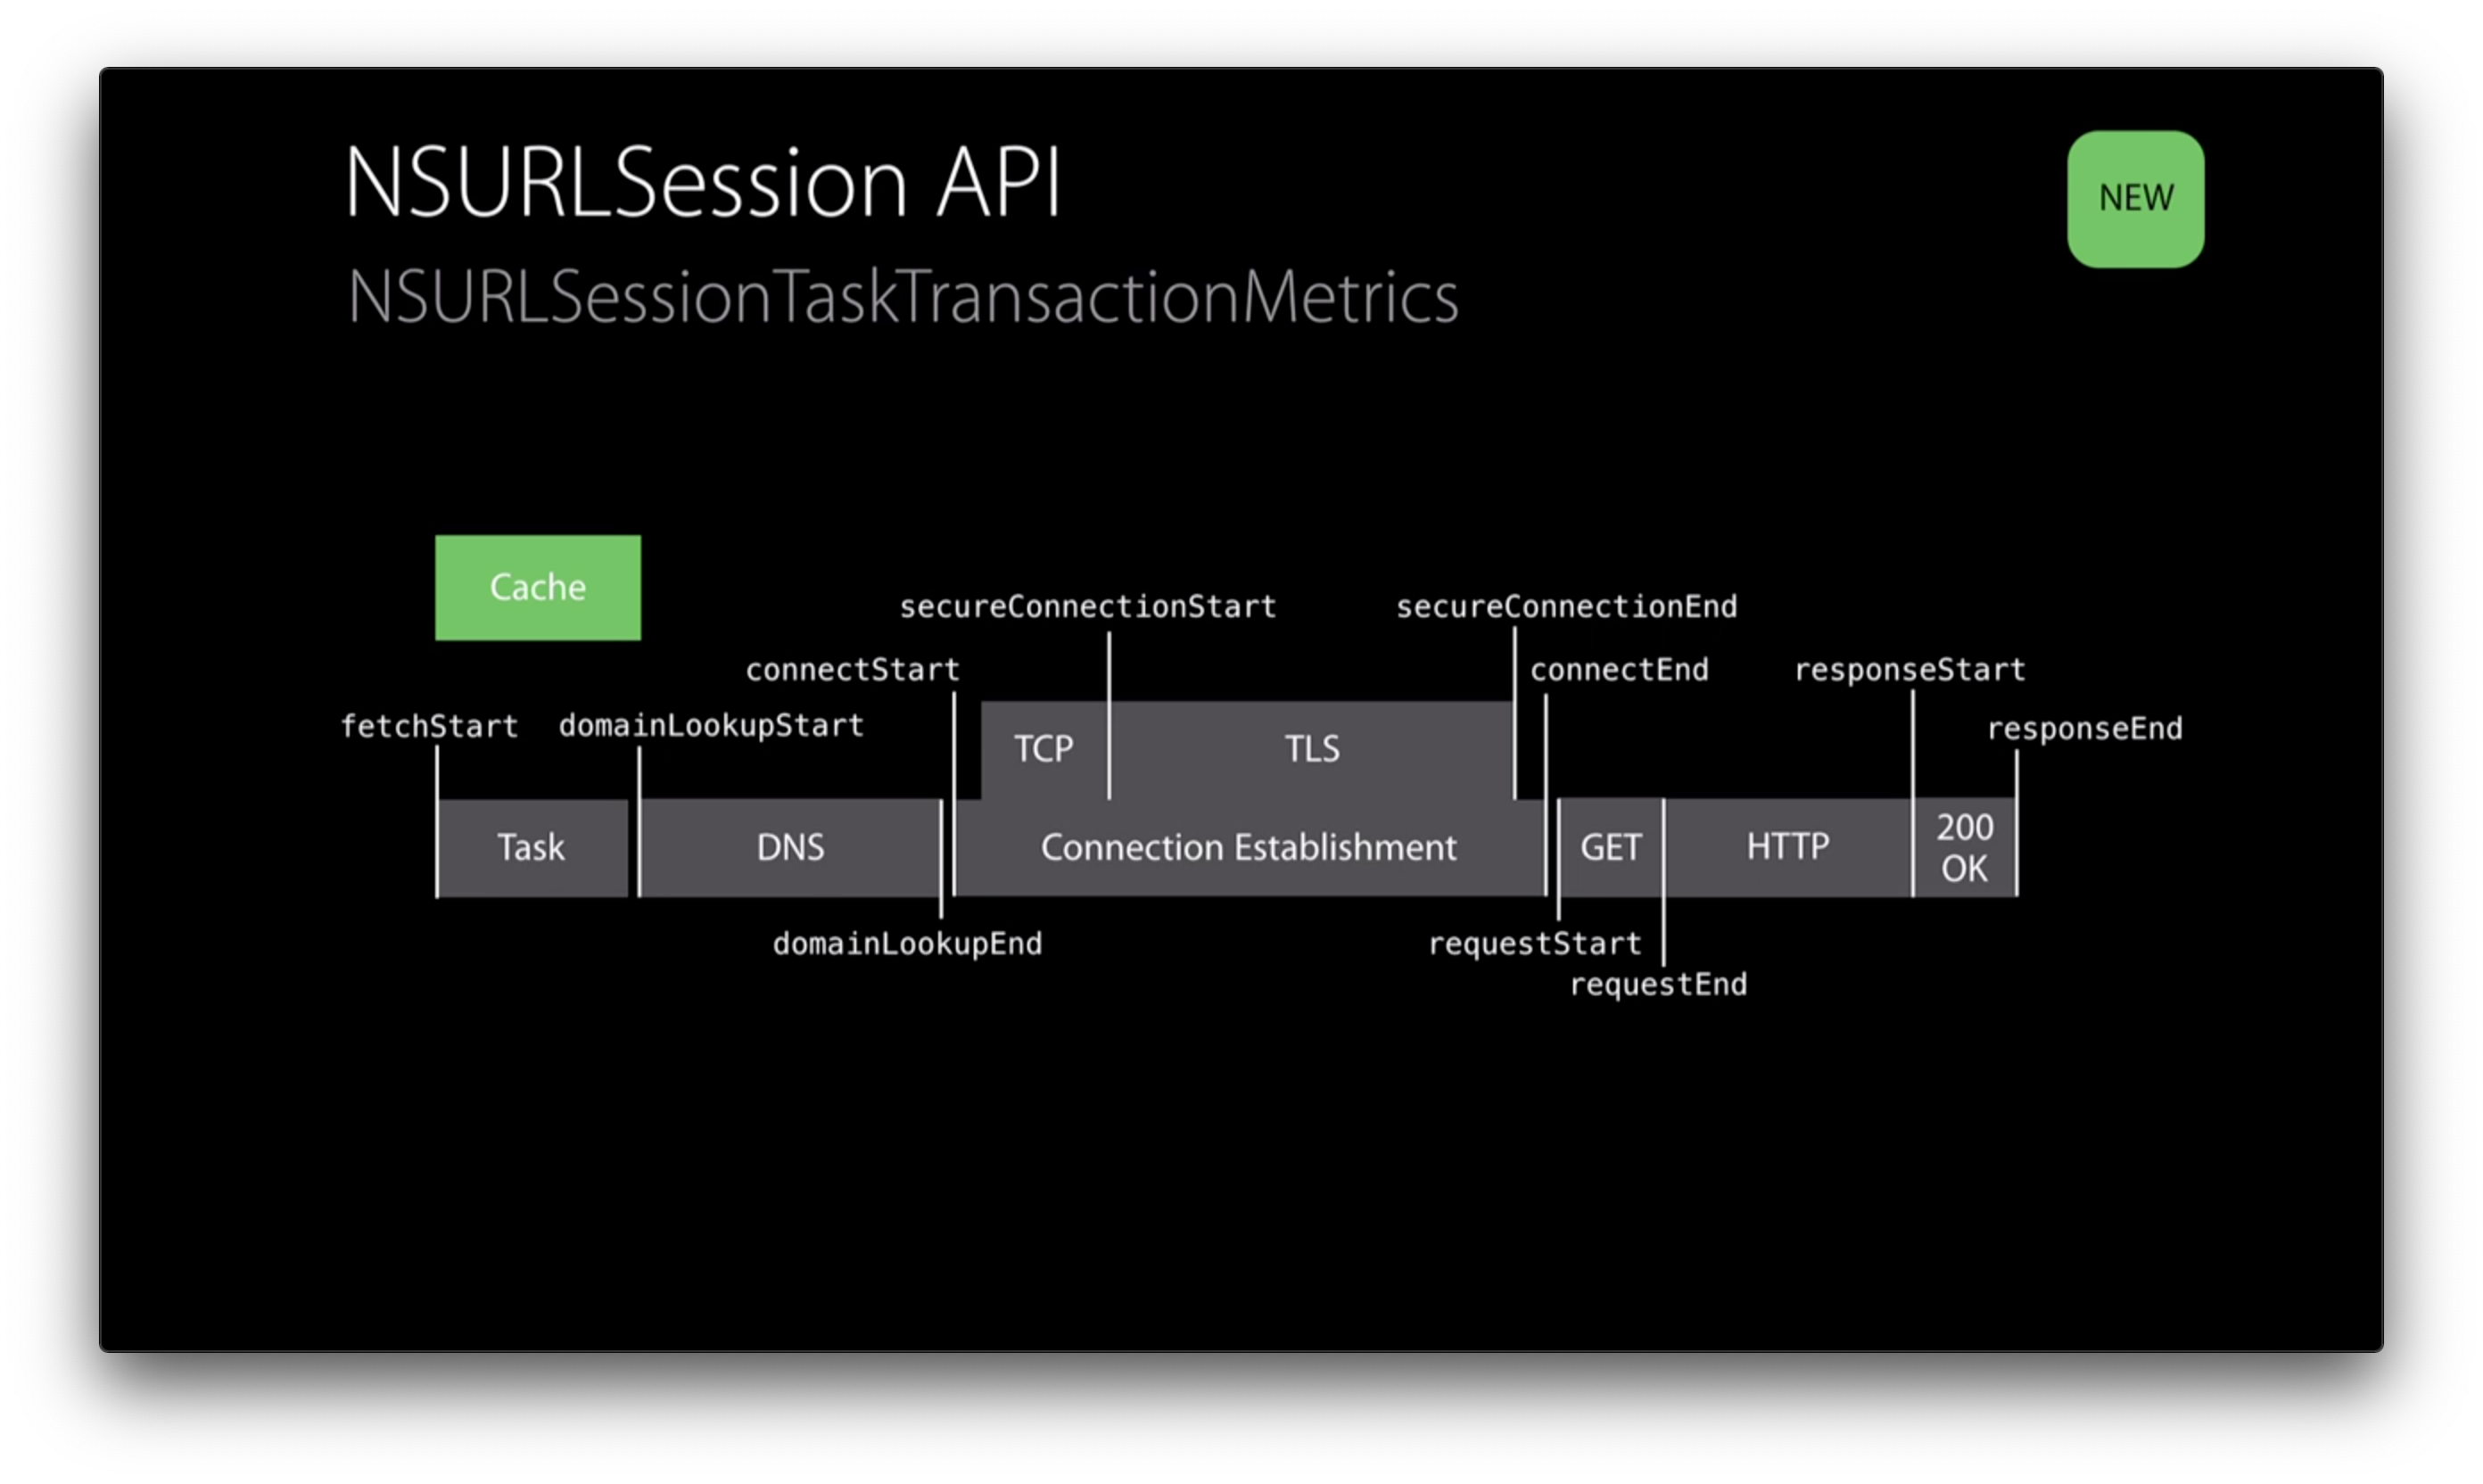 NSURLSession API
NEW
NSURLSessionTaskTransactionMetrics
Cache
secureConnectionStart
secureConnectionEnd
connectStart
connectEnd
responseStart
fetchStart
domainLookupStart
responseEnd
TCP
TLS
Task
DNS
Connection Establishment
GET
HTTP
200
OK
domainLookupEnd
requestStart
requestEnd